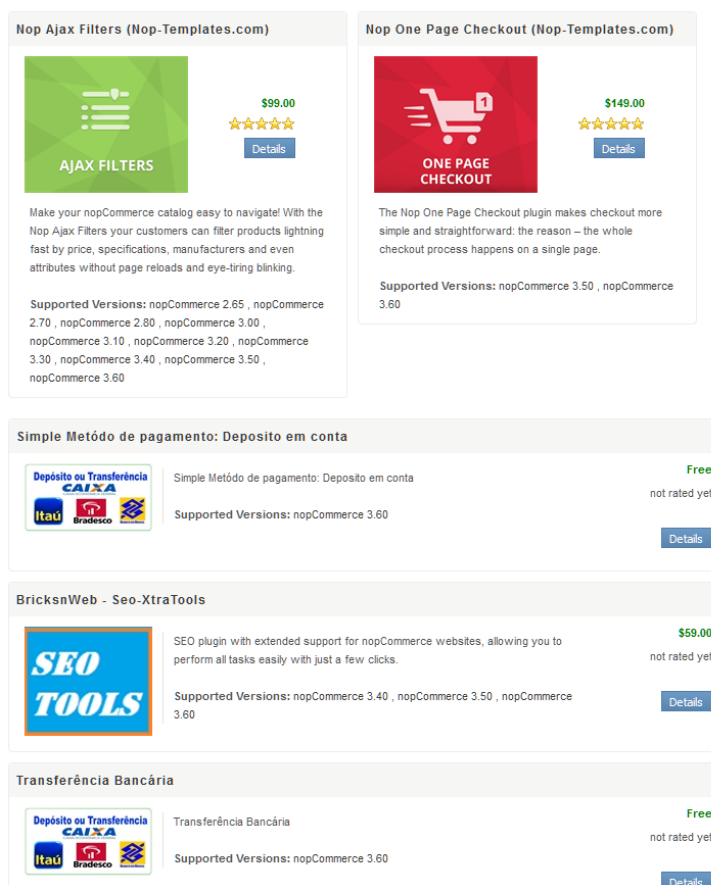 Nop Ajax Filters (Nop-Templates.com)
AJAX FILTERS
$99.00
Details
Make your nopCommerce catalog easy to navigate! With the
Nop Ajax Filters your customers can filter products lightning
fast by price, specifications, manufacturers and even
attributes without page reloads and eye-tiring blinking.
Supported Versions: nopCommerce 2.65 , nopCommerce
2.70 , nopCommerce 2.80 , nopCommerce 3.00 ,
nopCommerce 3.10 , nopCommerce 3.20 , nopCommerce
3.30 , nopCommerce 3.40 , nopCommerce 3.50 ,
nopCommerce 3.60
Nop One Page Checkout (Nop-Templates.com)
1
ONE PAGE
CHECKOUT
$149.00
Details
The Nop One Page Checkout plugin makes checkout more
simple and straightforward: the reason – the whole
checkout process happens on a single page.
Supported Versions: nopCommerce 3.50 , nopCommerce
3.60
Simple Metódo de pagamento: Deposito em conta
Depósito ou Transferência
CAIXA
Itaú
Bradesco
Simple Metódo de pagamento: Deposito em conta
Supported Versions: nopCommerce 3.60
Free
not rated yet
Details
BricksnWeb - Seo-XtraTools
SEO
TOOLS
SEO plugin with extended support for nopCommerce websites, allowing you to
perform all tasks easily with just a few clicks.
Supported Versions: nopCommerce 3.40 , nopCommerce 3.50 , nopCommerce
3.60
$59.00
not rated yet
Details
Transferência Bancária
Depósito ou Transferência
CAIXA
Itaú
Bradesco
Transferência Bancária
Supported Versions: nopCommerce 3.60
Free
not rated yet
Details